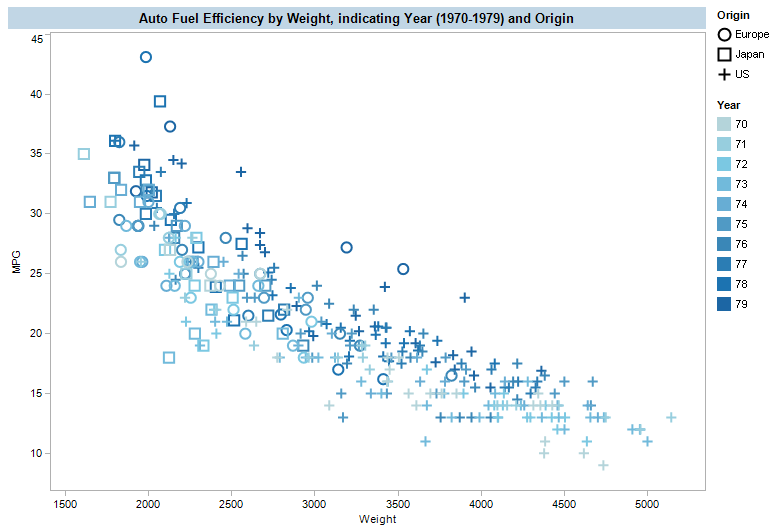 Auto Fuel Efficiency by Weight, indicating Year (1970-1979) and Origin
Origin
Europe
Japan
US
Year
70
71
72
73
74
75
76
77
78
79
MPG
45
40
35
30
25
20
15
10
1500 2000 2500 3000 3500 4000 4500 5000
Weight